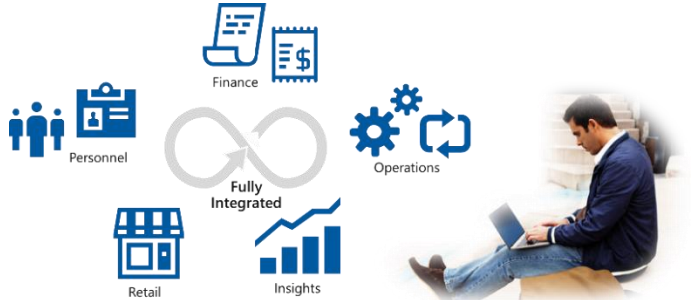 Finance
Personnel
Operations
Fully
Integrated
Retail
Insights